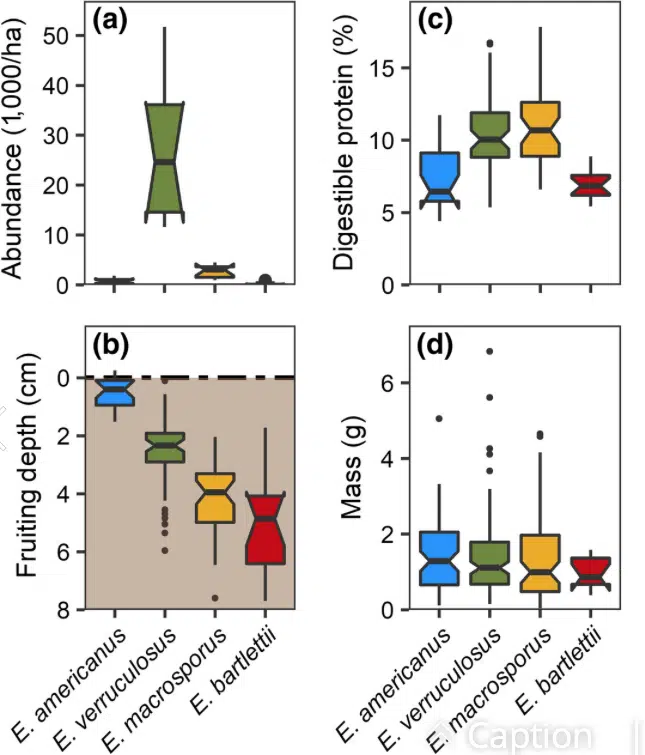 (a)
Abundance (1,000/ha)
50
40
30
20
10
0
(c)
Digestible protein (%)
15
10
5
0
(b)
Fruiting depth (cm)
0
2
4
6
8
(d)
Mass (g)
6
4
2
0
E. americanus
E. verruculosus
E. macrosporus
E. bartlettii
E. americanus
E. verruculosus
E. macrosporus
E. bartlettii
Caption